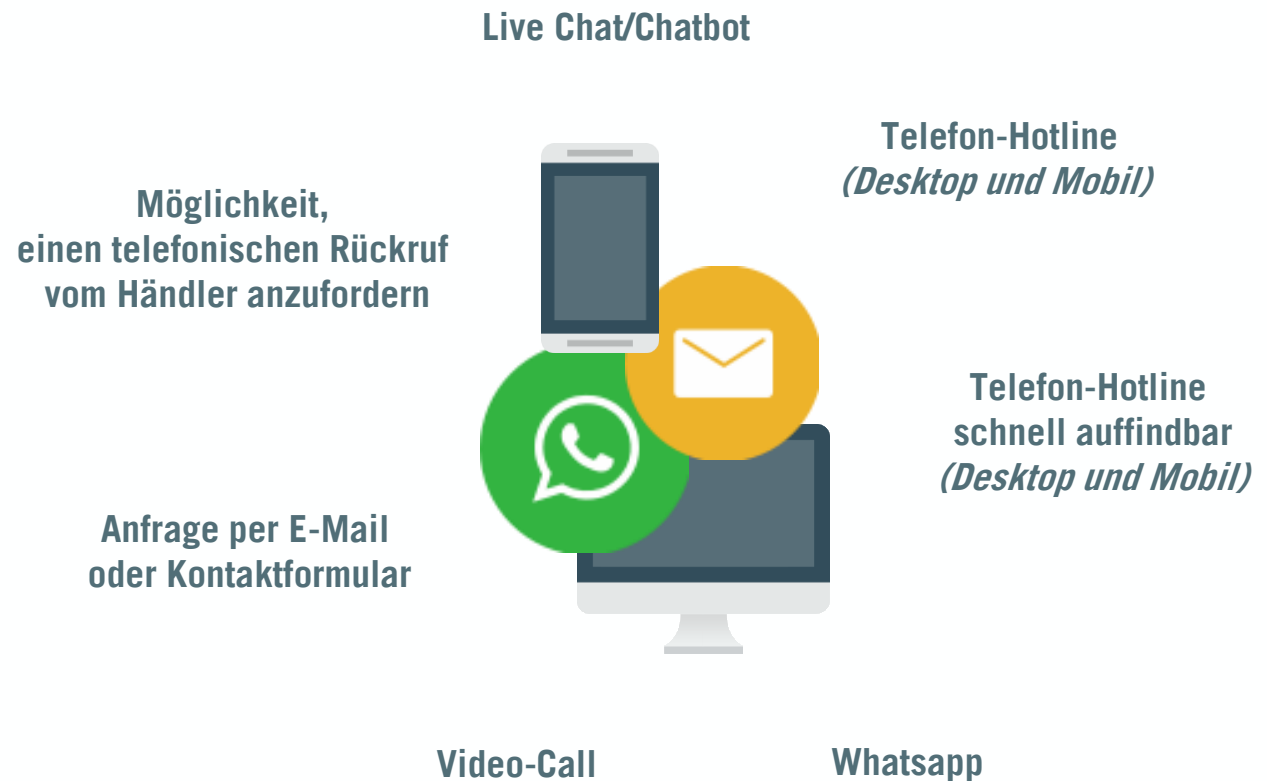 Live Chat/Chatbot
Telefon-Hotline
(Desktop und Mobil)
Möglichkeit,
einen telefonischen Rückruf
vom Händler anzufordern
Telefon-Hotline
schnell auffindbar
(Desktop und Mobil)
Anfrage per E-Mail
oder Kontaktformular
Video-Call
Whatsapp